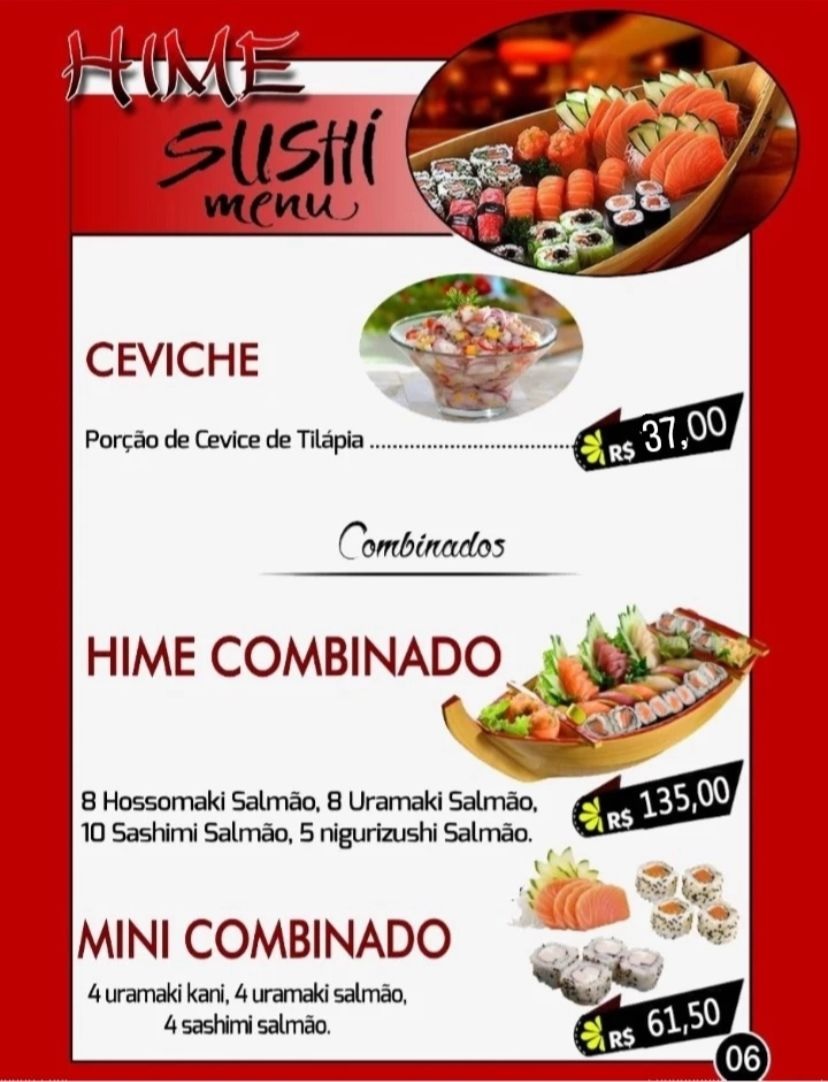 HIME
SUSHI
menu
CEVICHE
Porção de Cevice de Tilápia ..................................... R$ 37,00
Combinados
HIME COMBINADO
8 Hossomaki Salmão, 8 Uramaki Salmão,
10 Sashimi Salmão, 5 nigurizushi Salmão.
R$ 135,00
MINI COMBINADO
4 uramaki kani, 4 uramaki salmão,
4 sashimi salmão.
R$ 61,50
06